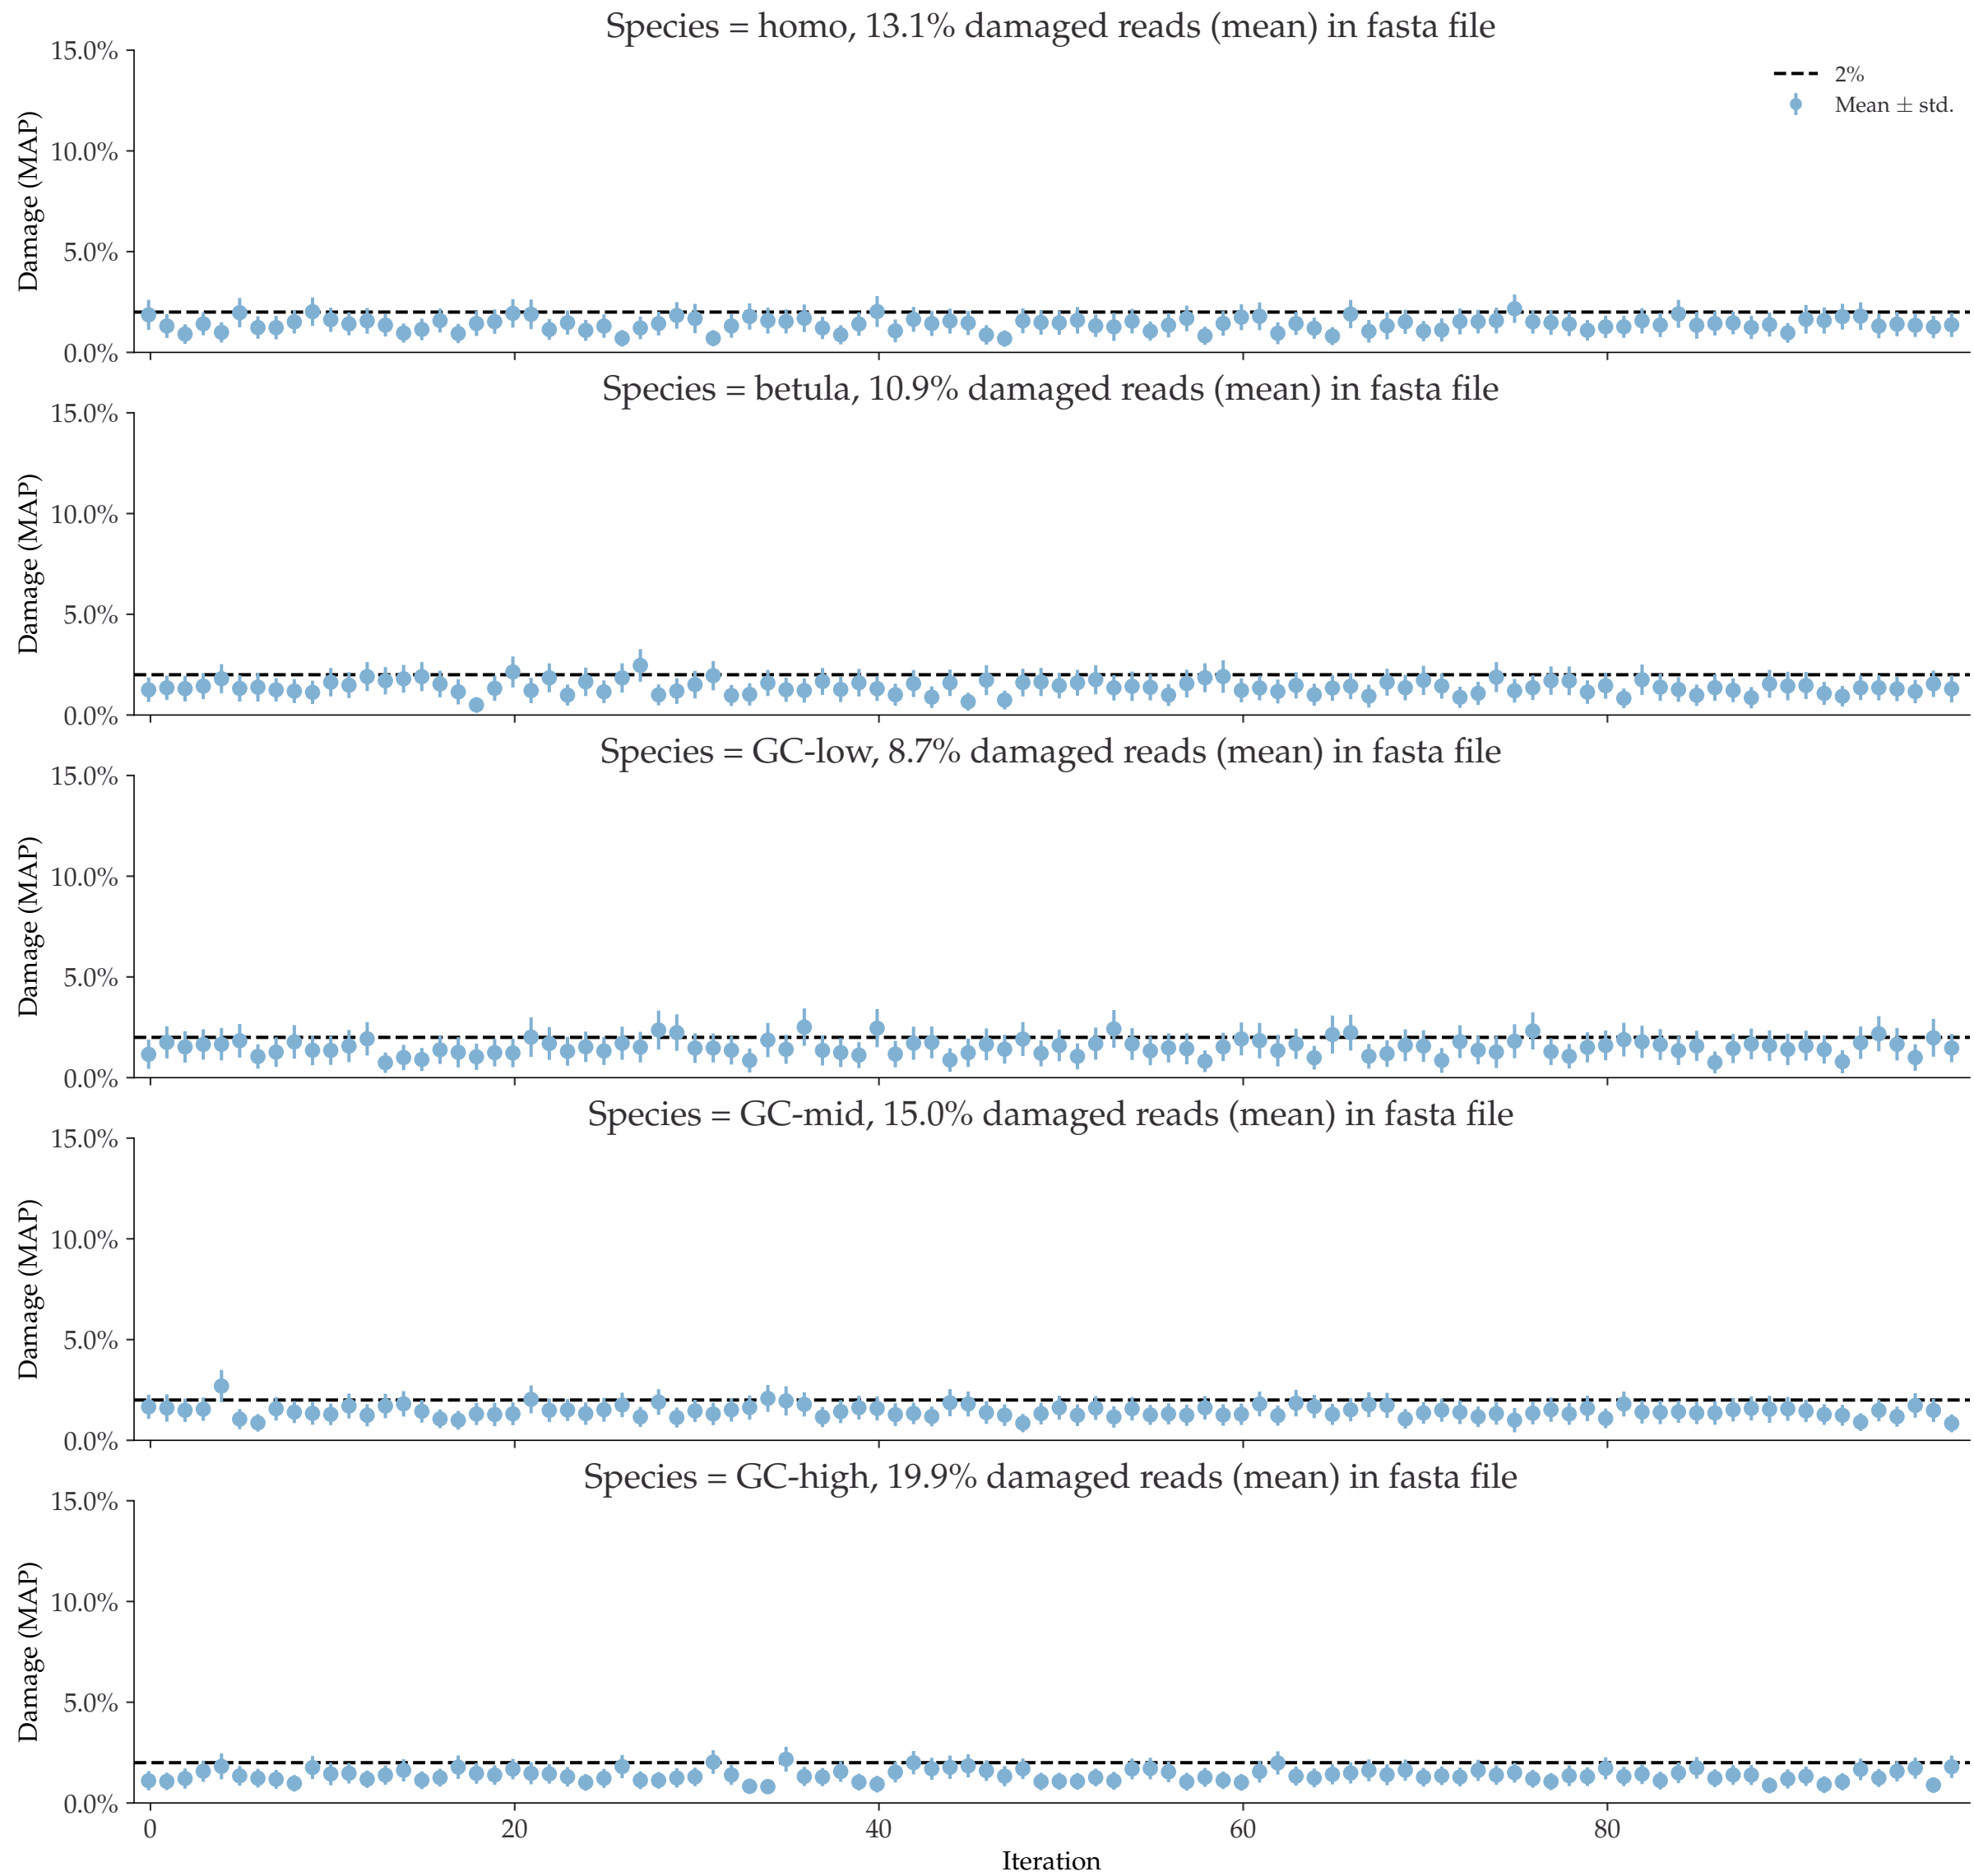 Species = homo, 13.1% damaged reads (mean) in fasta file
15.0%
10.0%
5.0%
0.0%
Damage (MAP)
2%
Mean ± std.
Species = betula, 10.9% damaged reads (mean) in fasta file
15.0%
10.0%
5.0%
0.0%
Damage (MAP)
Species = GC-low, 8.7% damaged reads (mean) in fasta file
15.0%
10.0%
5.0%
0.0%
Damage (MAP)
Species = GC-mid, 15.0% damaged reads (mean) in fasta file
15.0%
10.0%
5.0%
0.0%
Damage (MAP)
Species = GC-high, 19.9% damaged reads (mean) in fasta file
15.0%
10.0%
5.0%
0.0%
Damage (MAP)
0 20 40 60 80
Iteration